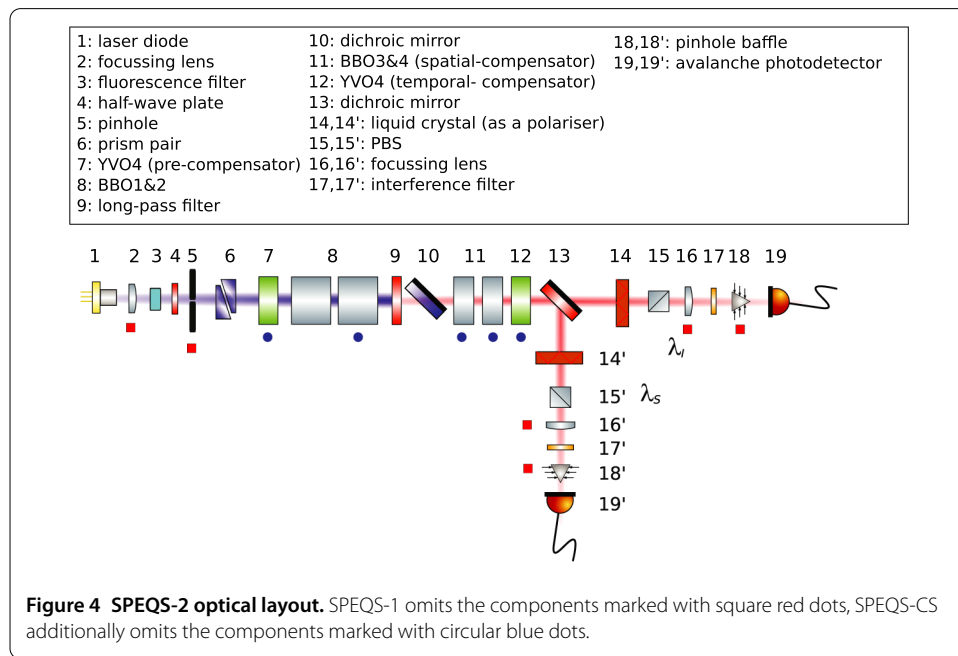 1: laser diode
2: focussing lens
3: fluorescence filter
4: half-wave plate
5: pinhole
6: prism pair
7: YVO4 (pre-compensator)
8: BBO1&2
9: long-pass filter
10: dichroic mirror
11: BBO3&4 (spatial-compensator)
12: YVO4 (temporal- compensator)
13: dichroic mirror
14,14': liquid crystal (as a polariser)
15,15': PBS
16,16': focussing lens
17,17': interference filter
18,18': pinhole baffle
19,19': avalanche photodetector
1 2 3 4 5 6 7 8 9 10 11 12 13 14 15 16 17 18 19
λI
14'
15' λS
16'
17'
18'
19'
Figure 4 SPEQS-2 optical layout. SPEQS-1 omits the components marked with square red dots, SPEQS-CS
additionally omits the components marked with circular blue dots.